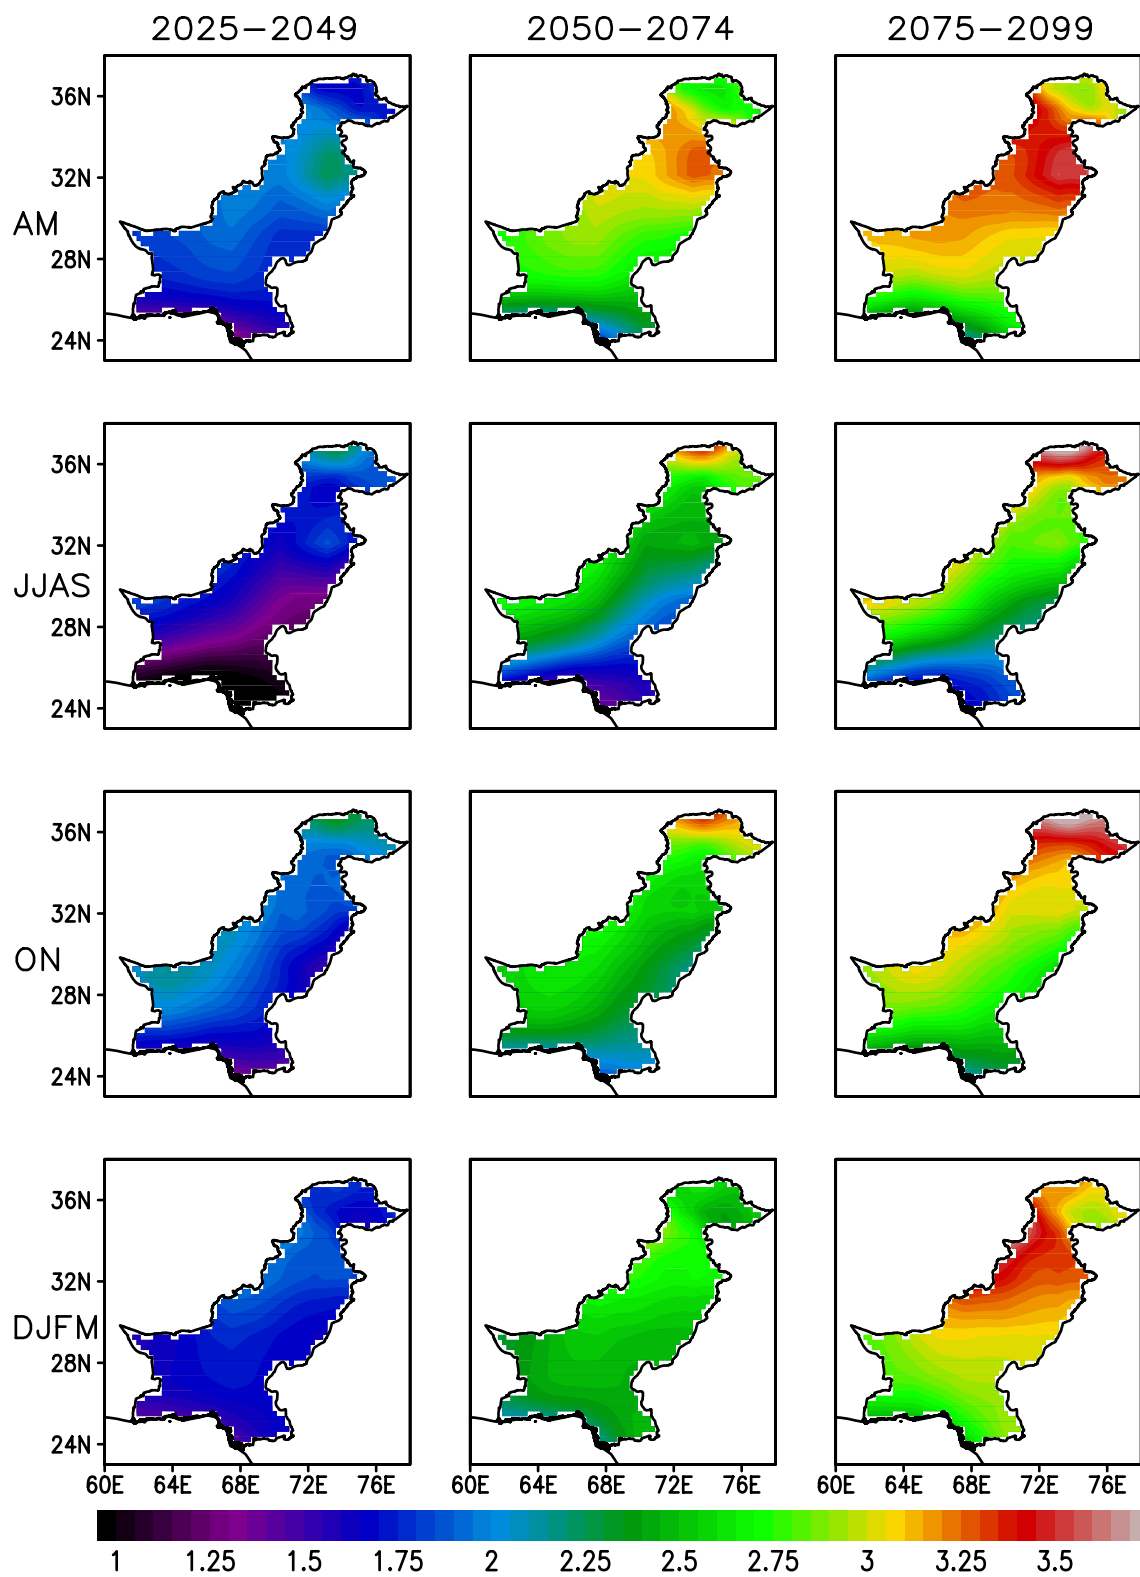 2025−2049 2050−2074 2075−2099
36N
32N
AM
28N
24N
36N
32N
JJAS
28N
24N
36N
32N
ON
28N
24N
36N
32N
DJFM
28N
24N
60E 64E 68E 72E 76E 60E 64E 68E 72E 76E 60E 64E 68E 72E 76E
1 1.25 1.5 1.75 2 2.25 2.5 2.75 3 3.25 3.5